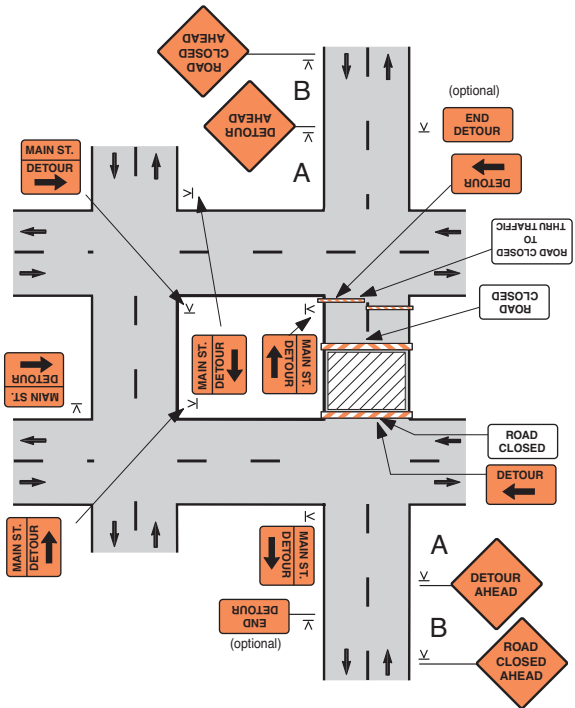 ROAD
CLOSED
AHEAD
B
DETOUR
AHEAD
A
(optional)
END
DETOUR
MAIN ST.
DETOUR
DETOUR
ROAD CLOSED
TO
THRU TRAFFIC
ROAD
CLOSED
MAIN ST.
DETOUR
MAIN ST.
DETOUR
MAIN ST.
DETOUR
ROAD
CLOSED
DETOUR
MAIN ST.
DETOUR
MAIN ST.
DETOUR
A
DETOUR
AHEAD
END
DETOUR
(optional)
B
ROAD
CLOSED
AHEAD